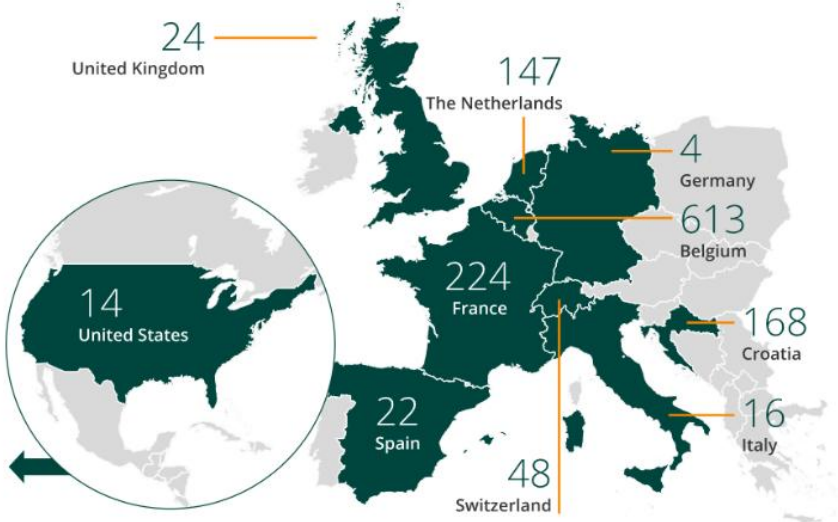 24
United Kingdom
147
The Netherlands
4
Germany
613
Belgium
224
France
14
United States
168
Croatia
22
Spain
16
Italy
48
Switzerland